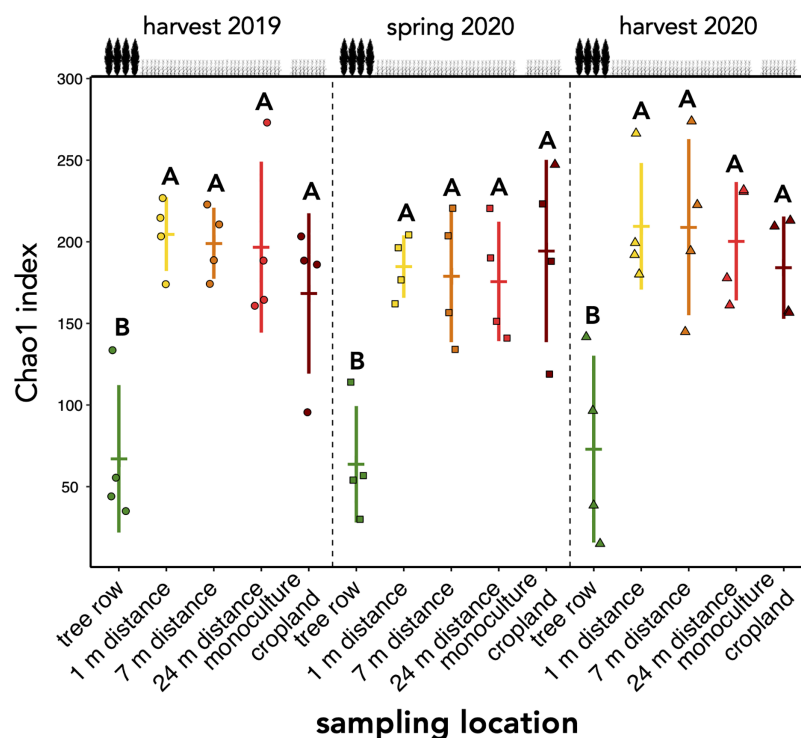 harvest 2019 spring 2020 harvest 2020
300
250
200
150
100
50
Chao1 index
B A A A A
B A A A A
B A A A A
tree row
1 m distance
7 m distance
24 m distance
monoculture
cropland
tree row
1 m distance
7 m distance
24 m distance
monoculture
cropland
tree row
1 m distance
7 m distance
24 m distance
monoculture
cropland
sampling location